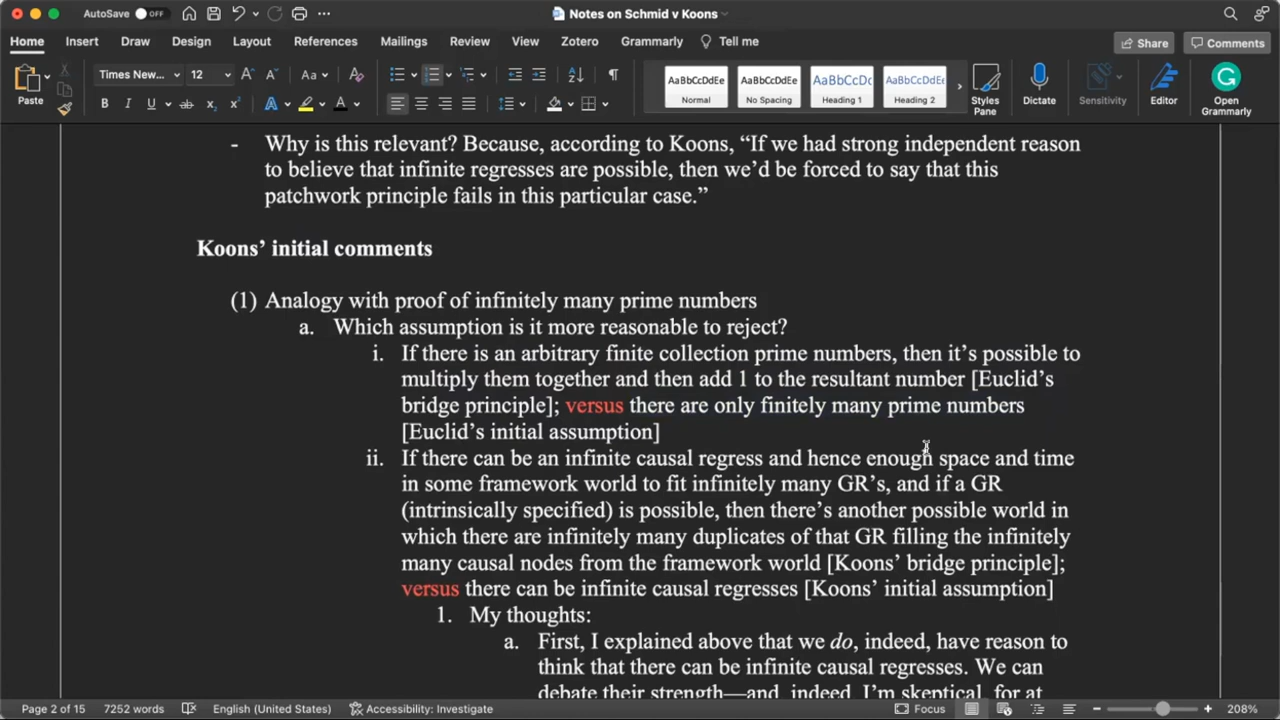 AutoSave OFF
Notes on Schmid v Koons
Home Insert Draw Design Layout References Mailings Review View Zotero Grammarly Tell me Share Comments
Paste
Times New... 12
Aa
B I U ab x₂ x² A A
AaBbCcDdEe AaBbCcDdEe AaBbCcDc AaBbCcDdEe
Normal No Spacing Heading 1 Heading 2
Styles Pane
Dictate
Sensitivity
Editor
Open Grammarly
- Why is this relevant? Because, according to Koons, “If we had strong independent reason
to believe that infinite regresses are possible, then we’d be forced to say that this
patchwork principle fails in this particular case.”
Koons’ initial comments
(1) Analogy with proof of infinitely many prime numbers
a. Which assumption is it more reasonable to reject?
i. If there is an arbitrary finite collection prime numbers, then it’s possible to
multiply them together and then add 1 to the resultant number [Euclid’s
bridge principle]; versus there are only finitely many prime numbers
[Euclid’s initial assumption]
ii. If there can be an infinite causal regress and hence enough space and time
in some framework world to fit infinitely many GR’s, and if a GR
(intrinsically specified) is possible, then there’s another possible world in
which there are infinitely many duplicates of that GR filling the infinitely
many causal nodes from the framework world [Koons’ bridge principle];
versus there can be infinite causal regresses [Koons’ initial assumption]
1. My thoughts:
a. First, I explained above that we do, indeed, have reason to
think that there can be infinite causal regresses. We can
debate their strength—and, indeed, I’m skeptical, for at
Page 2 of 15 7252 words English (United States) Accessibility: Investigate Focus 208%